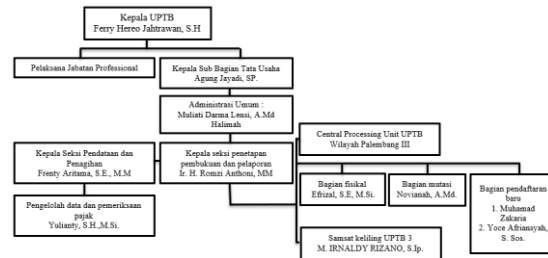 Kepala UPTB
Ferry Hereo Jahtrawan, S.H
Pelaksana Jabatan Professional
Kepala Sub Bagian Tata Usaha
Agung Jayadi, SP.
Administrasi Umum :
Muliati Darma Lensi, A.Md
Halimah
Central Processing Unit UPTB
Wilayah Palembang III
Kepala Seksi Pendataan dan
Penagihan
Frenty Aritama, S.E., M.M
Kepala seksi penetapan
pembukuan dan pelaporan
Ir. H. Romzi Anthoni, MM
Bagian fisikal
Efrizal, S.E, M.Si.
Bagian mutasi
Novianah, A.Md.
Bagian pendaftaran
baru
1. Muhamad
Zakaria
2. Yoce Afriansyah,
S. Sos.
Pengelolah data dan pemeriksaan
pajak
Yulianty, S.H.,M.Si.
Samsat keliling UPTB 3
M. IRNALDY RIZANO, S.Ip.